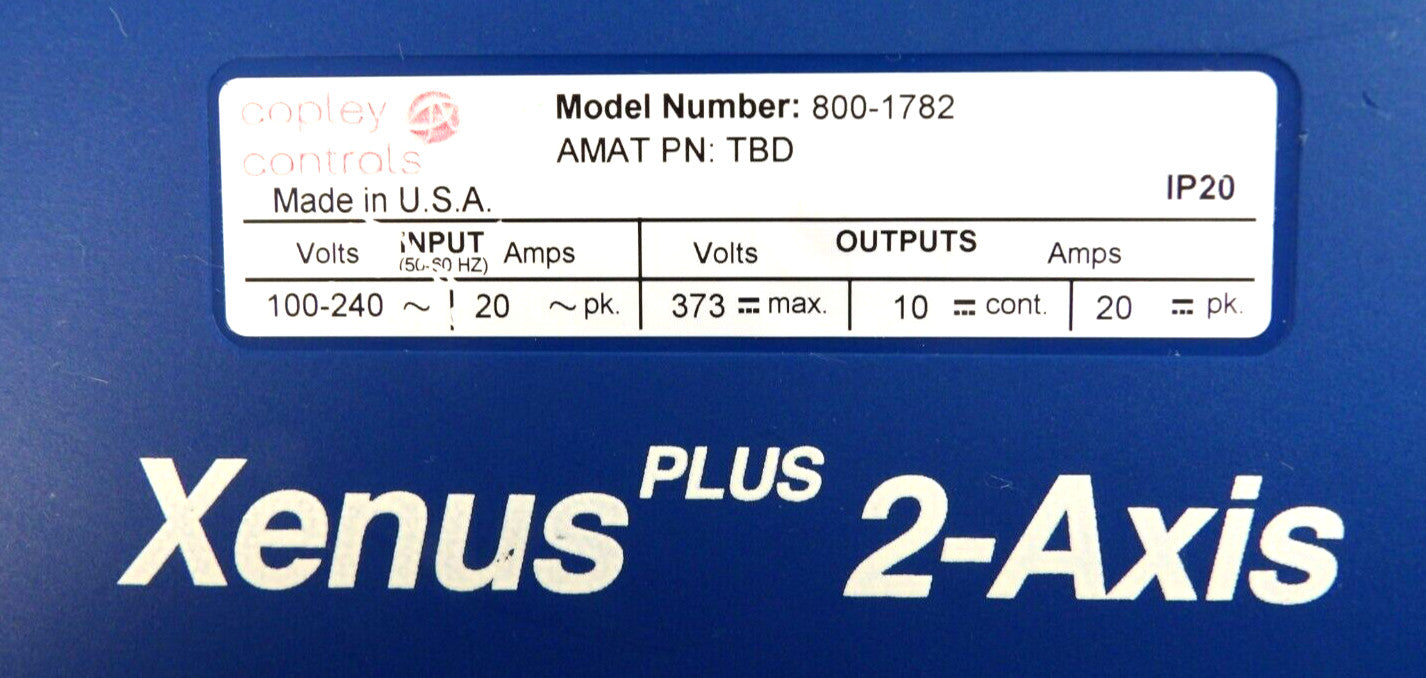 copley
controls
Model Number: 800-1782
AMAT PN: TBD
Made in U.S.A.
IP20
Volts INPUT Amps Volts OUTPUTS Amps
(50-60 HZ)
100-240 ~ 20 ~ pk. 373 ⎓ max. 10 ⎓ cont. 20 ⎓ pk.
Xenus PLUS 2-Axis